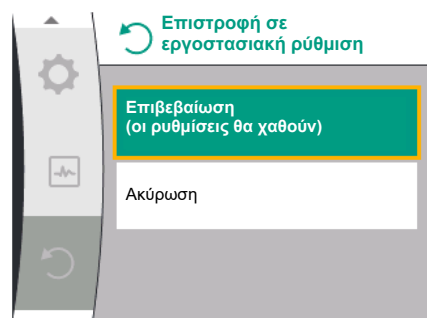 Επιστροφή σε
εργοστασιακή ρύθμιση
Επιβεβαίωση
(οι ρυθμίσεις θα χαθούν)
Ακύρωση